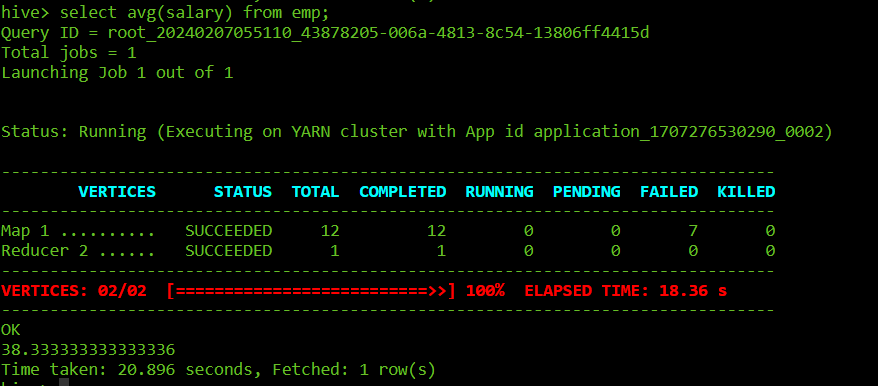 hive> select avg(salary) from emp;
Query ID = root_20240207055110_43878205-006a-4813-8c54-13806ff4415d
Total jobs = 1
Launching Job 1 out of 1
Status: Running (Executing on YARN cluster with App id application_1707276530290_0002)
--------------------------------------------------------------------------------
VERTICES STATUS TOTAL COMPLETED RUNNING PENDING FAILED KILLED
--------------------------------------------------------------------------------
Map 1 .......... SUCCEEDED 12 12 0 0 7 0
Reducer 2 ...... SUCCEEDED 1 1 0 0 0 0
--------------------------------------------------------------------------------
VERTICES: 02/02 [==========================>>] 100% ELAPSED TIME: 18.36 s
--------------------------------------------------------------------------------
OK
38.333333333333336
Time taken: 20.896 seconds, Fetched: 1 row(s)